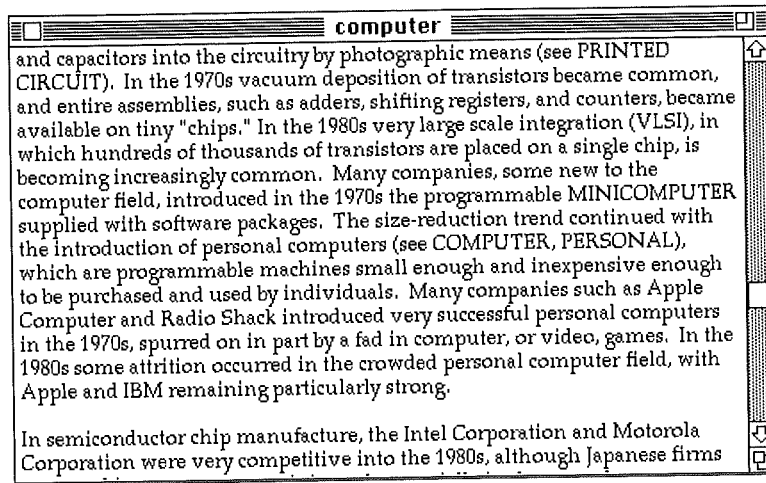 computer
and capacitors into the circuitry by photographic means (see PRINTED
CIRCUIT). In the 1970s vacuum deposition of transistors became common,
and entire assemblies, such as adders, shifting registers, and counters, became
available on tiny "chips." In the 1980s very large scale integration (VLSI), in
which hundreds of thousands of transistors are placed on a single chip, is
becoming increasingly common. Many companies, some new to the
computer field, introduced in the 1970s the programmable MINICOMPUTER
supplied with software packages. The size-reduction trend continued with
the introduction of personal computers (see COMPUTER, PERSONAL),
which are programmable machines small enough and inexpensive enough
to be purchased and used by individuals. Many companies such as Apple
Computer and Radio Shack introduced very successful personal computers
in the 1970s, spurred on in part by a fad in computer, or video, games. In the
1980s some attrition occurred in the crowded personal computer field, with
Apple and IBM remaining particularly strong.
In semiconductor chip manufacture, the Intel Corporation and Motorola
Corporation were very competitive into the 1980s, although Japanese firms